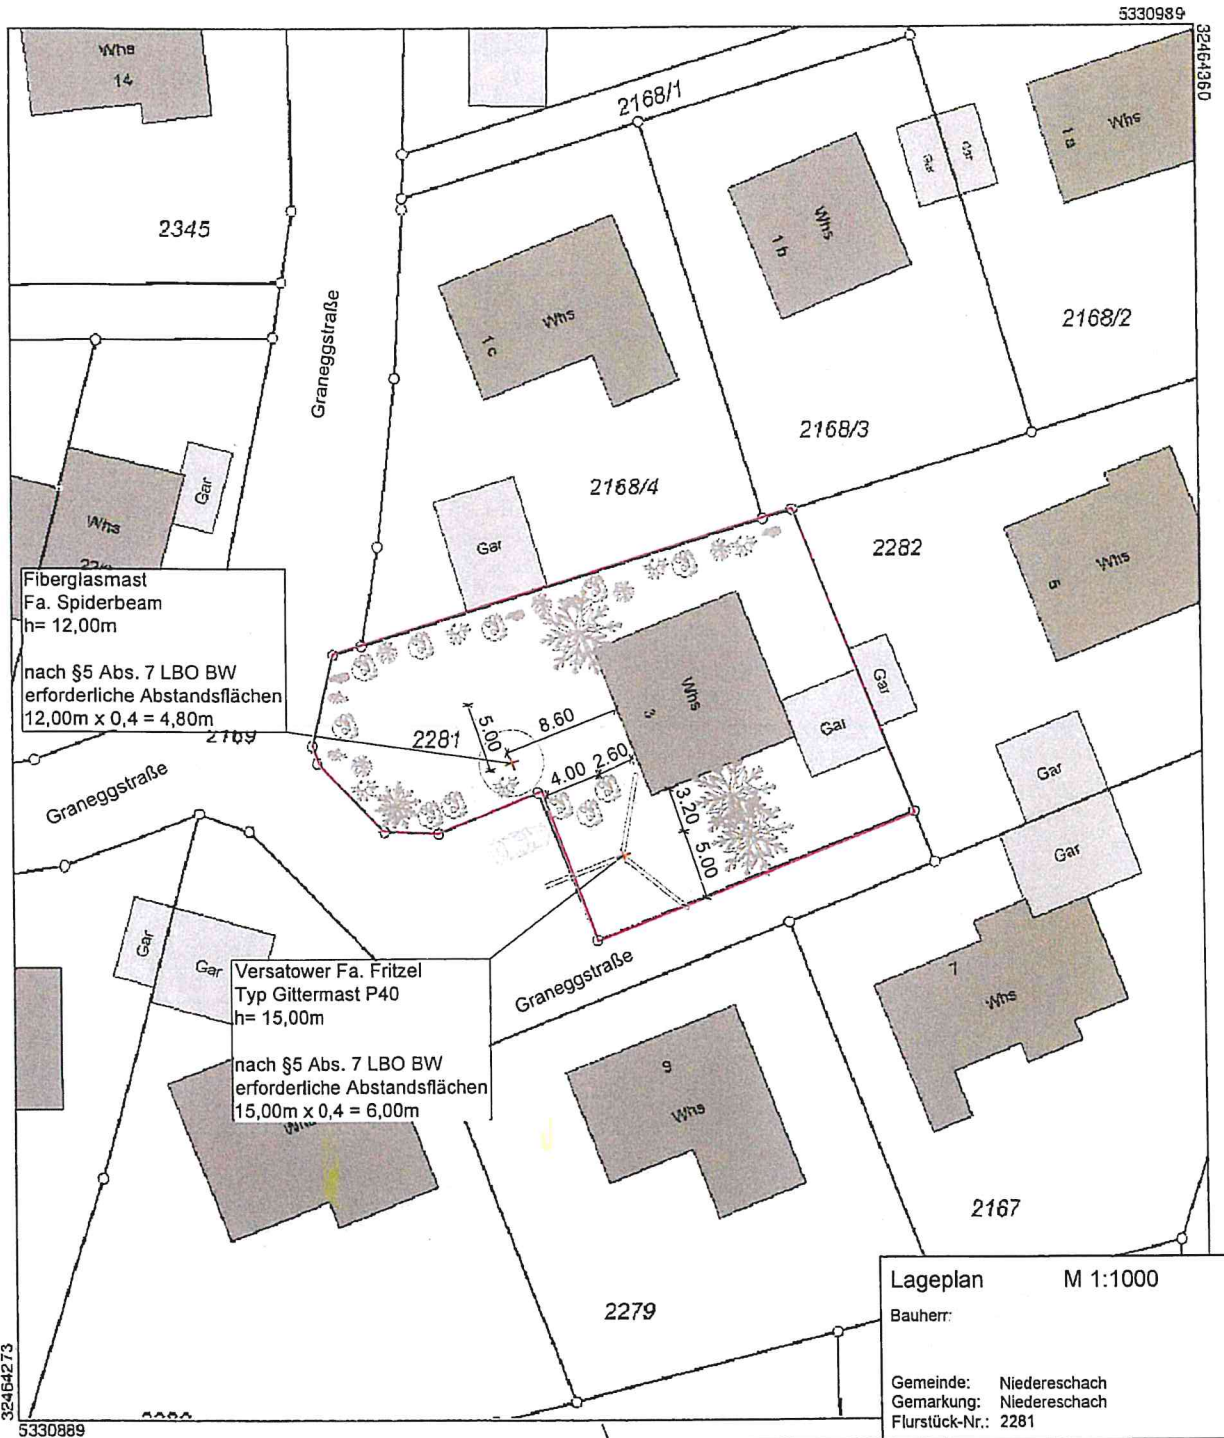 5330989
32464360
Whs
14
2168/1
Gar
Gar
1a
Whs
1b
Whs
2345
Graneggstraße
1c
Whs
2168/2
2168/3
2168/4
Gar
Whs
Gar
2282
5
Whs
Fiberglasmast
Fa. Spiderbeam
h= 12,00m
nach §5 Abs. 7 LBO BW
erforderliche Abstandsflächen
12,00m x 0,4 = 4,80m
2169
2281
5.00
8.60
3
Whs
Gar
Gar
4.00
2.60
3.20
5.00
Graneggstraße
Gar
Gar
Gar
Gar
Versatower Fa. Fritzel
Typ Gittermast P40
h= 15,00m
nach §5 Abs. 7 LBO BW
erforderliche Abstandsflächen
15,00m x 0,4 = 6,00m
Graneggstraße
7
Whs
9
Whs
2167
2279
Lageplan M 1:1000
Bauherr:
Gemeinde: Niedereschach
Gemarkung: Niedereschach
Flurstück-Nr.: 2281
32464273
5330889